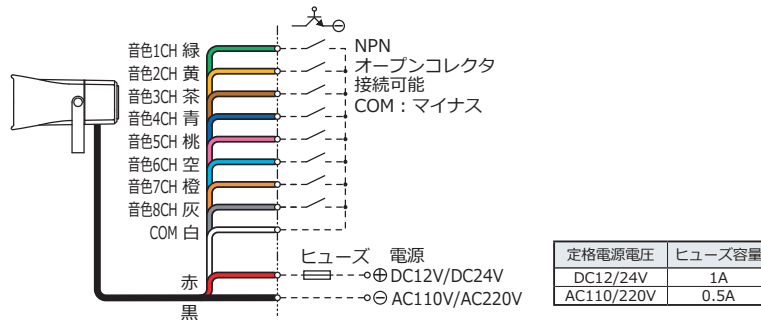 音色1CH 緑
音色2CH 黄
音色3CH 茶
音色4CH 青
音色5CH 桃
音色6CH 空
音色7CH 橙
音色8CH 灰
COM 白
赤
黒
NPN
オープンコレクタ
接続可能
COM：マイナス
ヒューズ 電源
⊕DC12V/DC24V
⊖AC110V/AC220V
定格電源電圧 ヒューズ容量
DC12/24V 1A
AC110/220V 0.5A